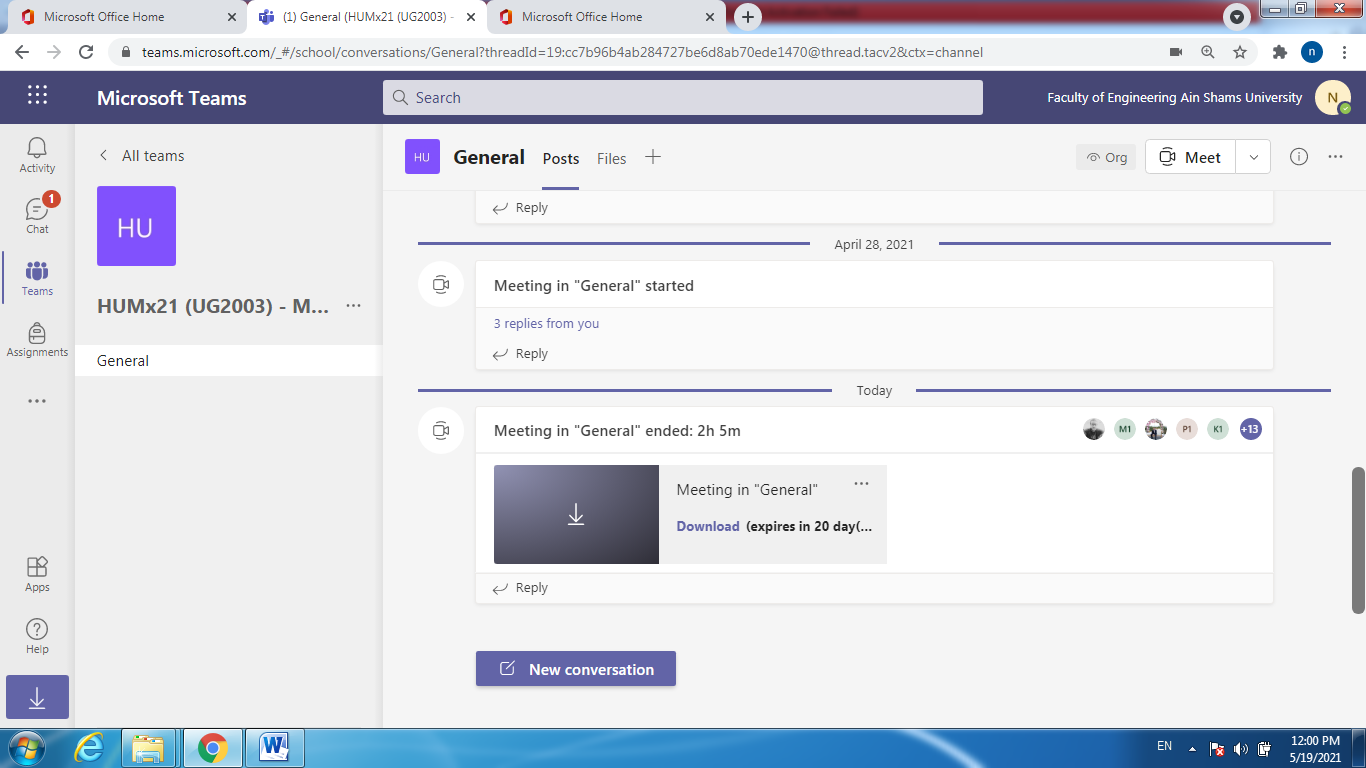 Microsoft Office Home
(1) General (HUMx21 (UG2003) -
Microsoft Office Home
teams.microsoft.com/_#/school/conversations/General?threadId=19:cc7b96b4ab284727be6d8ab70ede1470@thread.tacv2&ctx=channel
n
Microsoft Teams
Search
Faculty of Engineering Ain Shams University
N
Activity
1
Chat
Teams
Assignments
Apps
Help
All teams
HU
HUMx21 (UG2003) - M...
General
HU
General
Posts
Files
Org
Meet
Reply
April 28, 2021
Meeting in "General" started
3 replies from you
Reply
Today
Meeting in "General" ended: 2h 5m
M1
P1
K1
+13
Meeting in "General"
Download (expires in 20 day(...
Reply
New conversation
EN
12:00 PM
5/19/2021